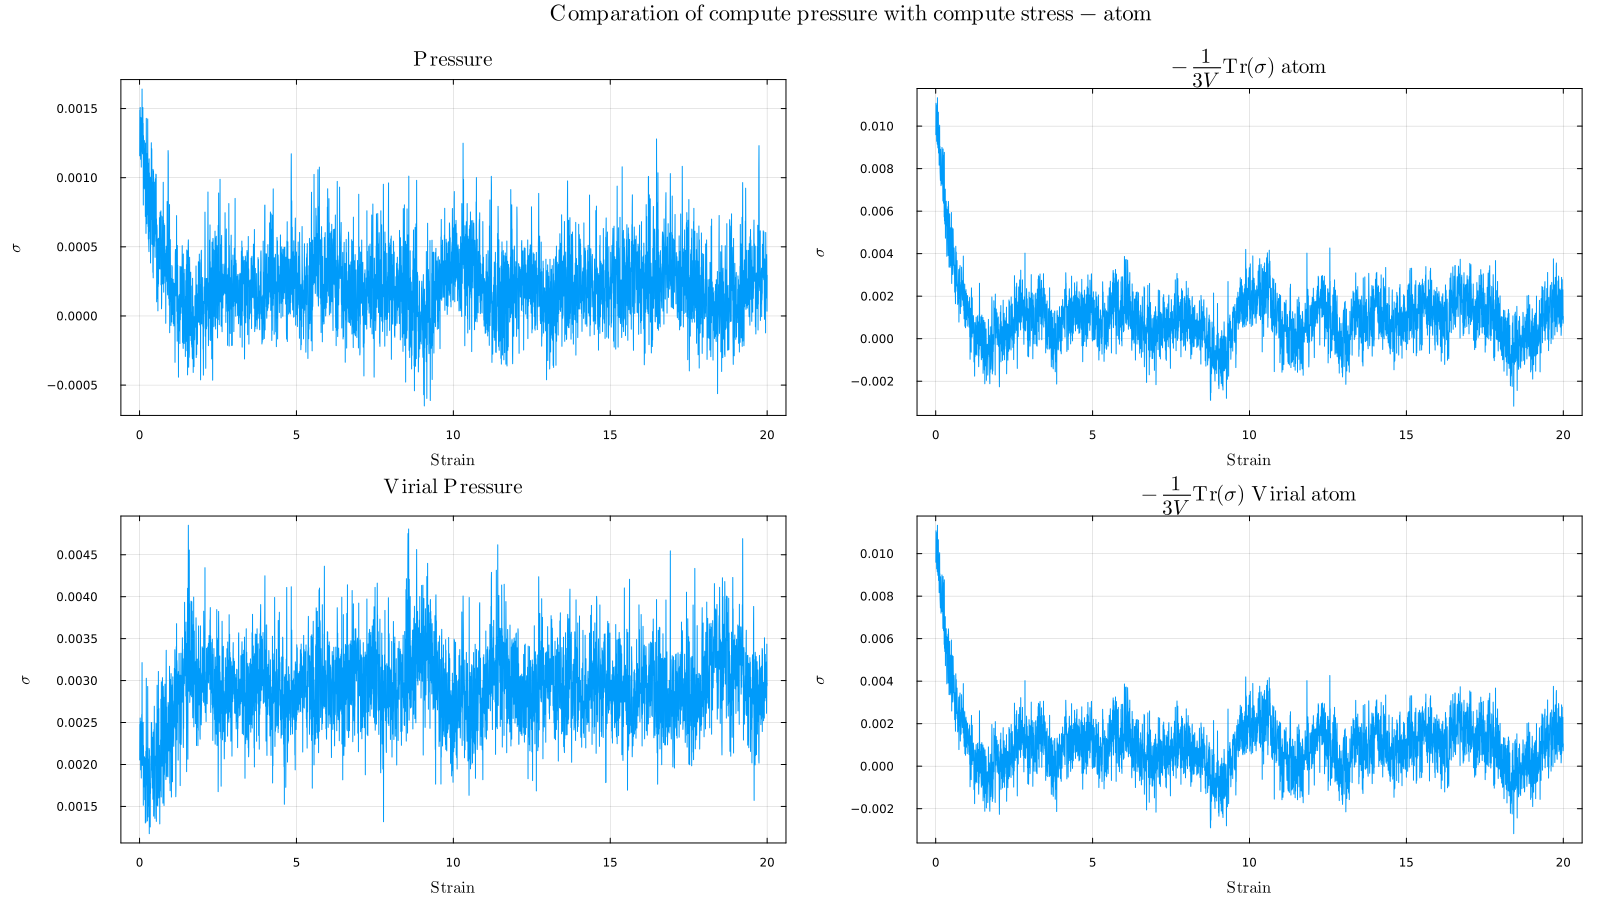 Comparation of compute pressure with compute stress − atom
Pressure
σ
0.0015
0.0010
0.0005
0.0000
−0.0005
0 5 10 15 20
Strain
− 1/3V Tr(σ) atom
σ
0.010
0.008
0.006
0.004
0.002
0.000
−0.002
0 5 10 15 20
Strain
Virial Pressure
σ
0.0045
0.0040
0.0035
0.0030
0.0025
0.0020
0.0015
0 5 10 15 20
Strain
− 1/3V Tr(σ) Virial atom
σ
0.010
0.008
0.006
0.004
0.002
0.000
−0.002
0 5 10 15 20
Strain